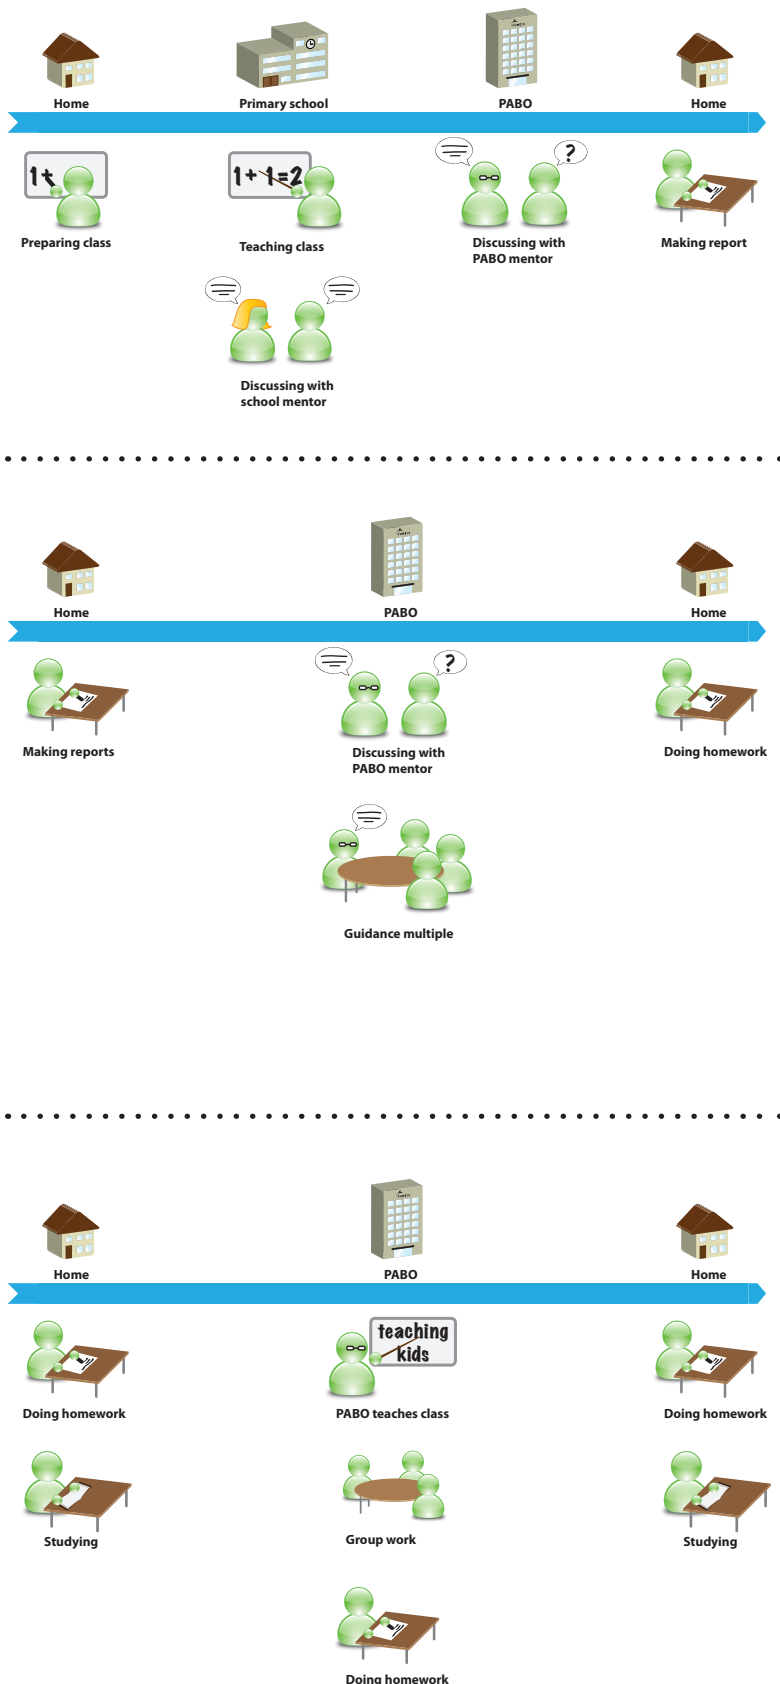 Home
Primary school
PABO
Home
1+
1 + 1=2
?
Preparing class
Teaching class
Discussing with
PABO mentor
Making report
Discussing with
school mentor
Home
PABO
Home
?
Making reports
Discussing with
PABO mentor
Doing homework
Guidance multiple
Home
PABO
Home
teaching
kids
Doing homework
PABO teaches class
Doing homework
Studying
Group work
Studying
Doing homework